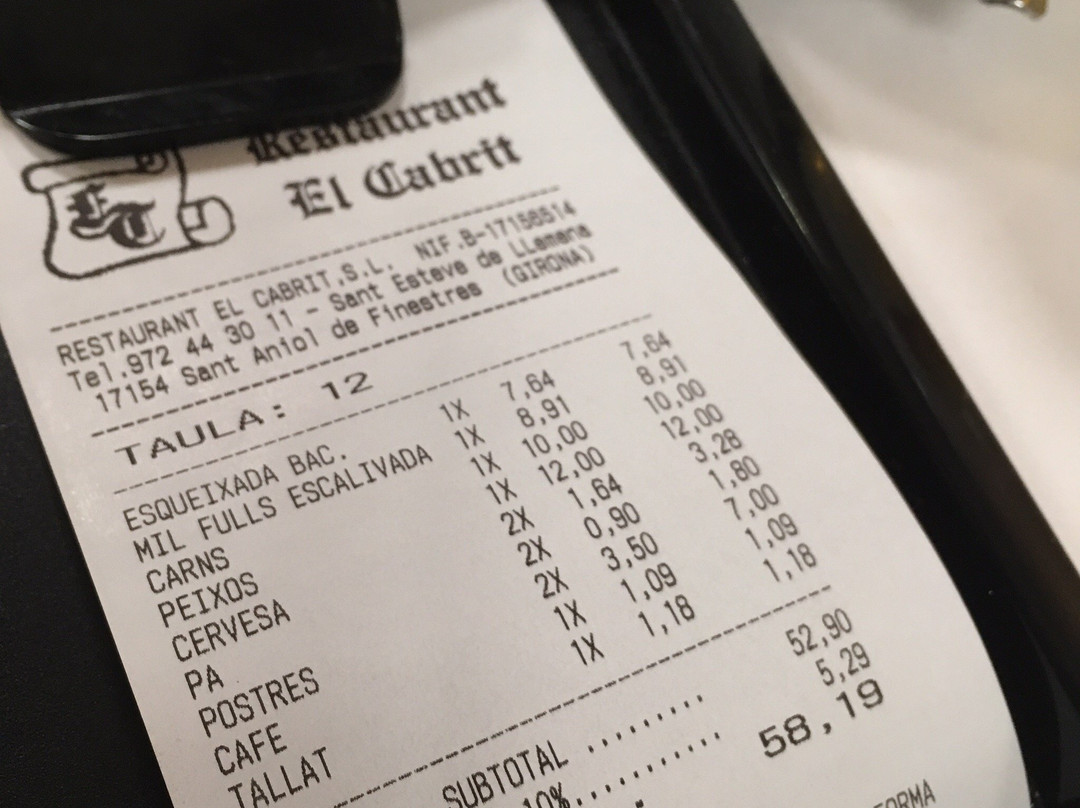 Restaurant
El Cabrit
RESTAURANT EL CABRIT,S.L. NIF.B-17156514
Tel.972 44 30 11 - Sant Esteve de LLemena
17154 Sant Aniol de Finestres (GIRONA)
TAULA: 12
ESQUEIXADA BAC. 1X 7,64 7,64
MIL FULLS ESCALIVADA 1X 8,91 8,91
CARNS 1X 10,00 10,00
PEIXOS 1X 12,00 12,00
CERVESA 2X 1,64 3,28
PA 2X 0,90 1,80
POSTRES 2X 3,50 7,00
CAFE 1X 1,09 1,09
TALLAT 1X 1,18 1,18
SUBTOTAL ......... 52,90
10%........... 5,29
58,19